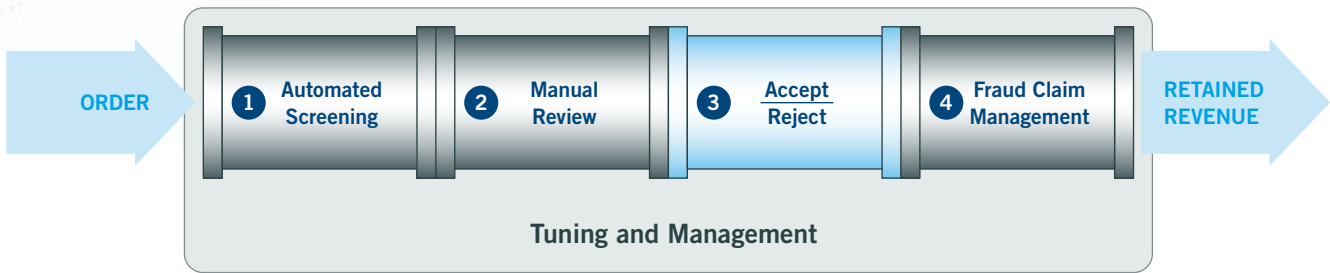 ORDER
1
Automated
Screening
2
Manual
Review
3
Accept
Reject
4
Fraud Claim
Management
RETAINED
REVENUE
Tuning and Management